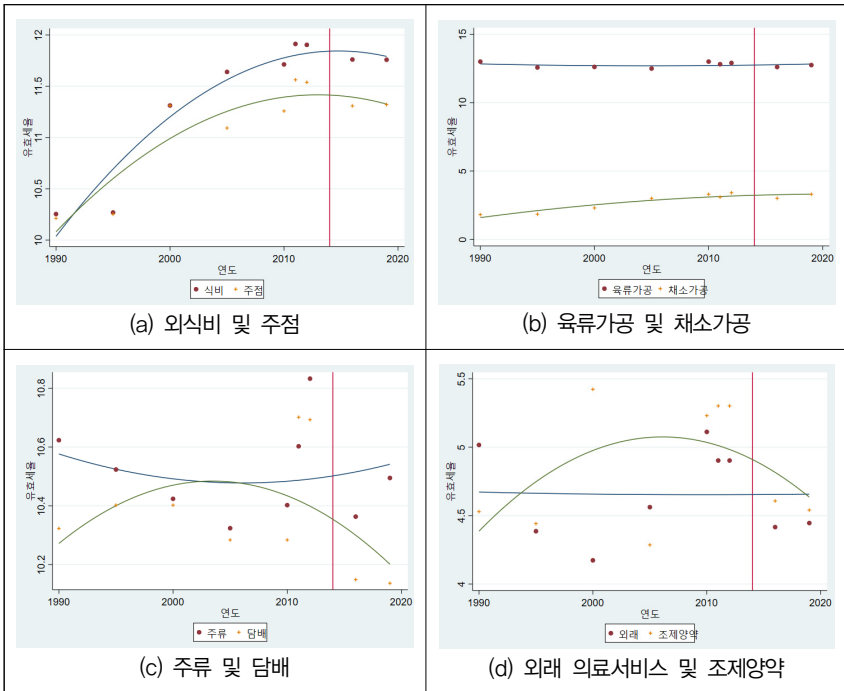 12
11.5
11
10.5
10
유효세율
1990
2000
2010
2020
연도
식비
주점
(a) 외식비 및 주점
15
10
5
0
유효세율
1990
2000
2010
2020
연도
육류가공
채소가공
(b) 육류가공 및 채소가공
10.8
10.6
10.4
10.2
유효세율
1990
2000
2010
2020
연도
주류
담배
(c) 주류 및 담배
5.5
5
4.5
4
유효세율
1990
2000
2010
2020
연도
외래
조제양약
(d) 외래 의료서비스 및 조제양약